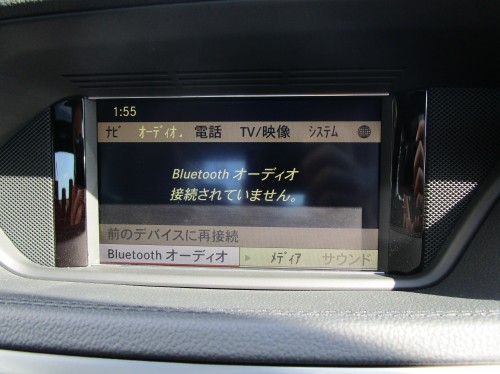 1:55
ﾅﾋﾞ ｵｰﾃﾞｨｵ. 電話 TV/映像 ｼｽﾃﾑ
Bluetooth オーディオ
接続されていません。
前のデバイスに再接続
Bluetooth オーディオ ▶ ﾒﾃﾞｨｱ サウンド